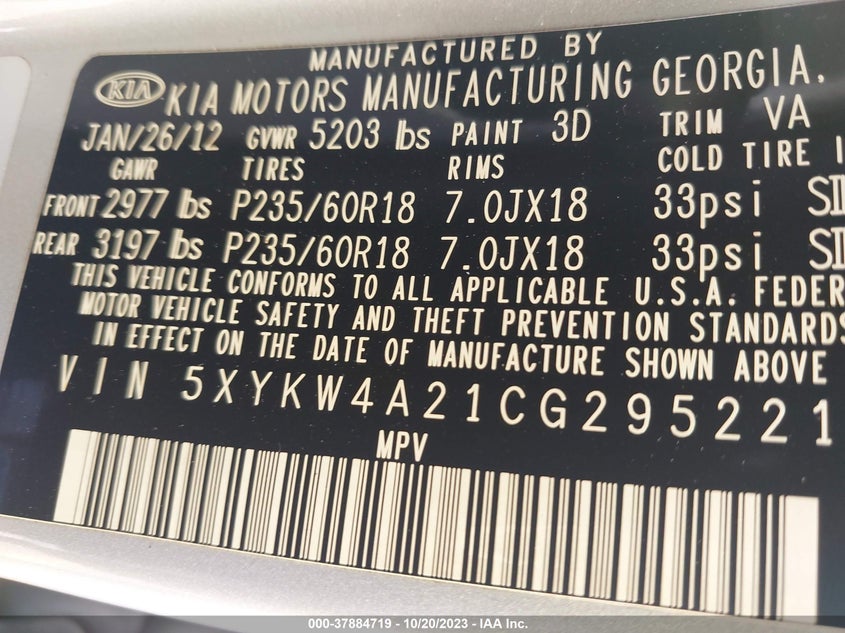 MANUFACTURED BY
KIA KIA MOTORS MANUFACTURING GEORGIA,
JAN/26/12 GVWR 5203 lbs PAINT 3D TRIM VA
GAWR TIRES RIMS COLD TIRE
FRONT 2977 lbs P235/60R18 7.0JX18 33psi
REAR 3197 lbs P235/60R18 7.0JX18 33psi
THIS VEHICLE CONFORMS TO ALL APPLICABLE U.S.A. FEDER
MOTOR VEHICLE SAFETY AND THEFT PREVENTION STANDARDS
IN EFFECT ON THE DATE OF MANUFACTURE SHOWN ABOVE
VIN 5XYKW4A21CG295221
MPV
000-37884719 - 10/20/2023 - IAA Inc.